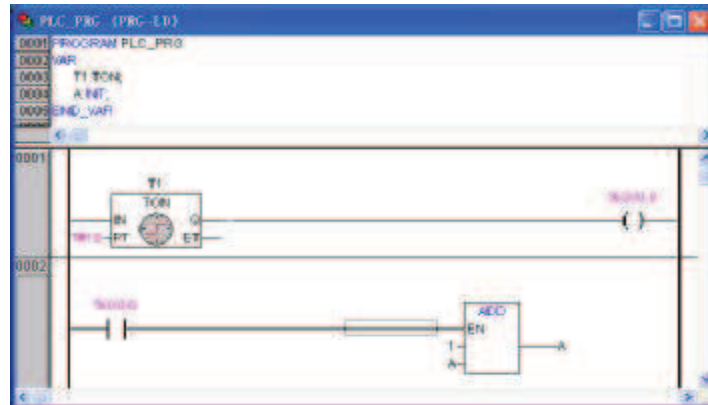 PLC_PRG (PRG-LD)
0001 PROGRAM PLC_PRG
0002 VAR
0003 T1:TON;
0004 A:INT;
0005 END_VAR
0001
T1
TON
IN Q
PT ET
( )
0002
ADD
EN
1
A A